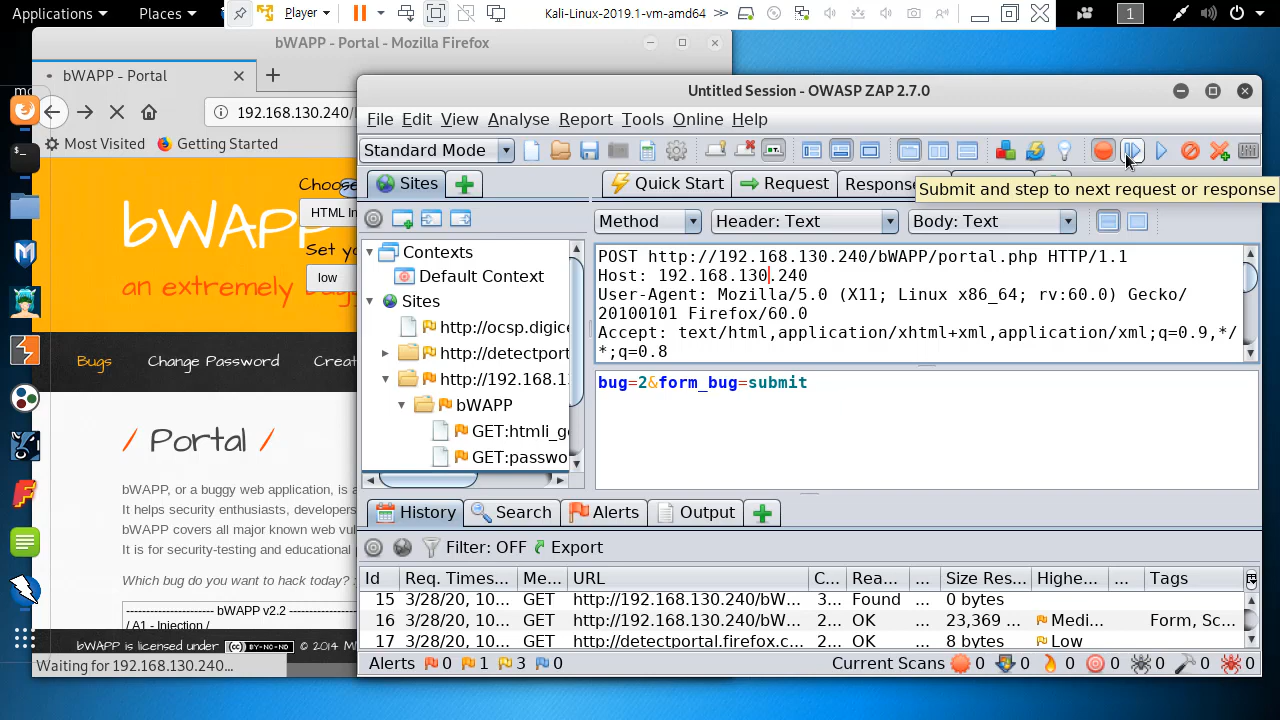 Applications
Places
Player
Kali-Linux-2019.1-vm-amd64
1
bWAPP - Portal - Mozilla Firefox
bWAPP - Portal
192.168.130.240/
Most Visited
Getting Started
Choose
bWAPP
HTML In
Set yo
low
an extremely
Bugs
Change Password
Creat
/ Portal /
bWAPP, or a buggy web application, is a
It helps security enthusiasts, developers
bWAPP covers all major known web vul
It is for security-testing and educational
Which bug do you want to hack today? :
---------------------- bWAPP v2.2 ----------------------
/ A1 - Injection /
bWAPP is licensed under
BY-NC-ND
© 2014 M
Waiting for 192.168.130.240...
Untitled Session - OWASP ZAP 2.7.0
File Edit View Analyse Report Tools Online Help
Standard Mode
Sites
Quick Start
Request
Response
Submit and step to next request or response
Method
Header: Text
Body: Text
Contexts
Default Context
Sites
http://ocsp.digice
http://detectport
http://192.168.1
bWAPP
GET:htmli_ge
GET:passwo
POST http://192.168.130.240/bWAPP/portal.php HTTP/1.1
Host: 192.168.130.240
User-Agent: Mozilla/5.0 (X11; Linux x86_64; rv:60.0) Gecko/
20100101 Firefox/60.0
Accept: text/html,application/xhtml+xml,application/xml;q=0.9,*/
*;q=0.8
bug=2&form_bug=submit
History
Search
Alerts
Output
Filter: OFF
Export
Id Req. Times... Me... URL C... Rea... ... Size Res... Highe... ... Tags
15 3/28/20, 10... GET http://192.168.130.240/bW... 3... Found ... 0 bytes
16 3/28/20, 10... GET http://192.168.130.240/bW... 2... OK ... 23,369 ... Medi... Form, Sc...
17 3/28/20, 10... GET http://detectportal.firefox.c... 2... OK ... 8 bytes Low
Alerts 0 1 3 0
Current Scans 0 0 0 0 0 0 0